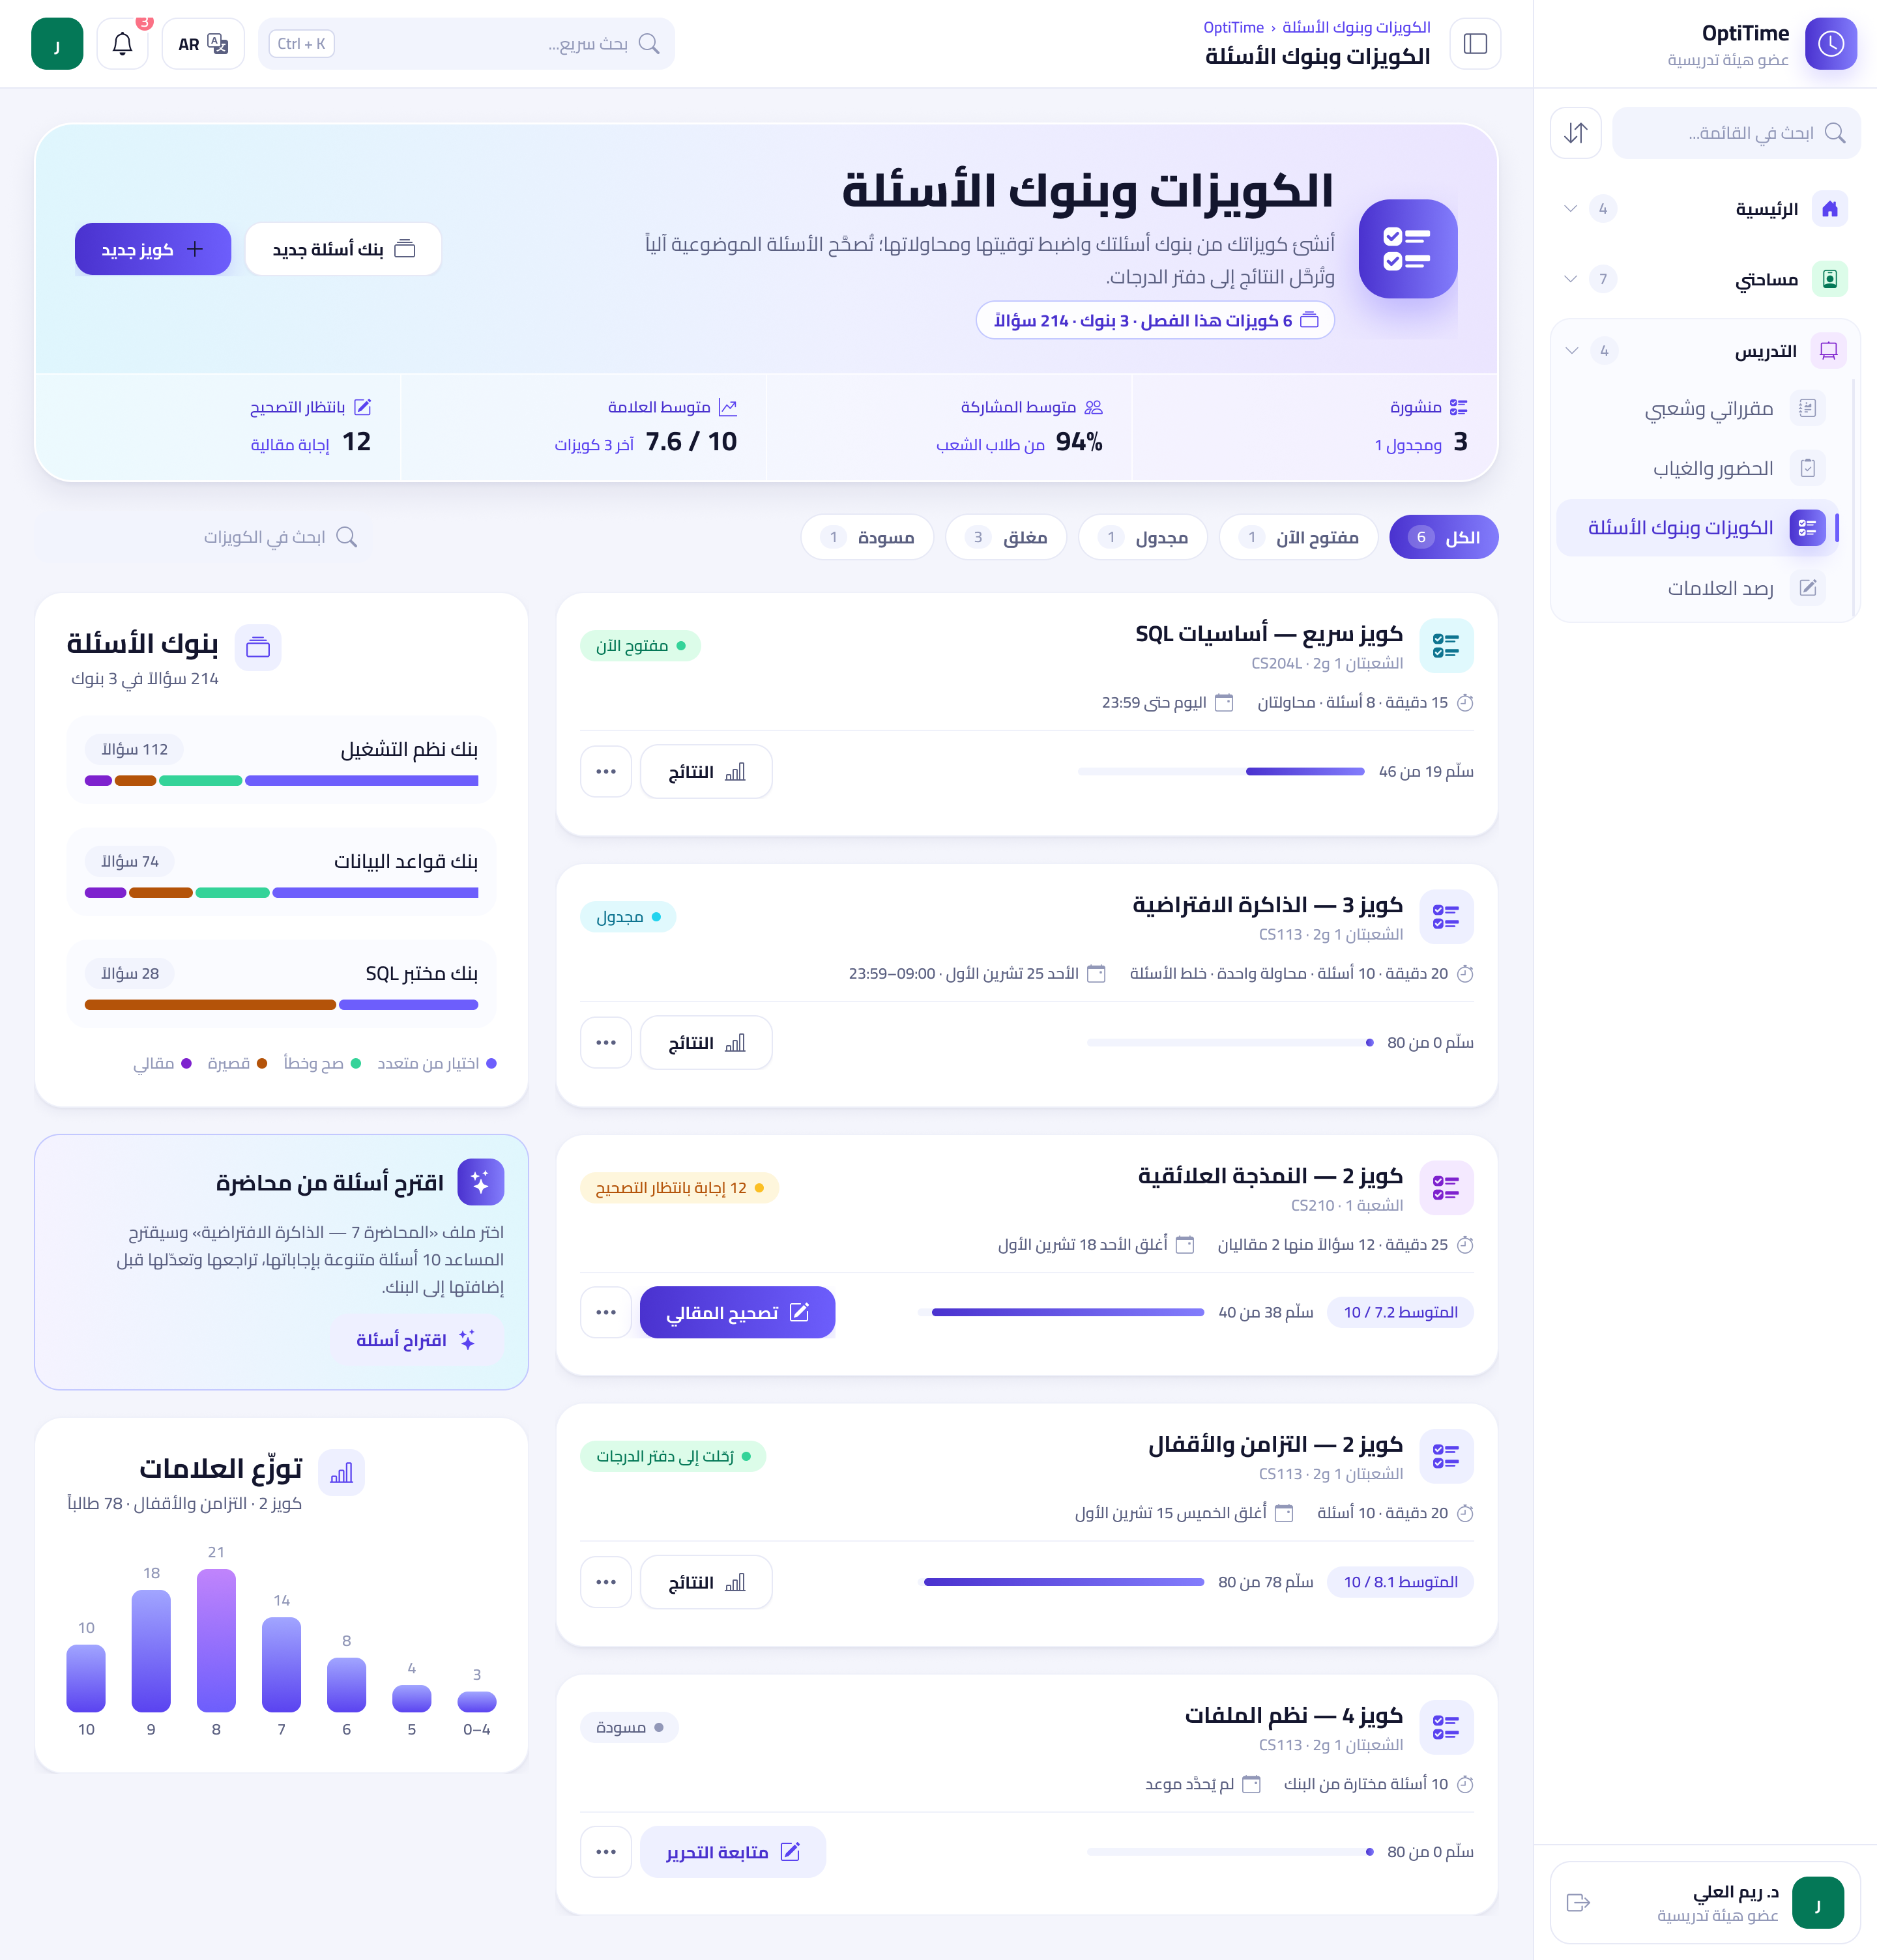 OptiTime
عضو هيئة تدريسية
ابحث في القائمة...
الرئيسية 4
مساحتي 7
التدريس 4
مقرراتي وشعبي
الحضور والغياب
الكويزات وبنوك الأسئلة
رصد العلامات
د. ريم العلي
عضو هيئة تدريسية
ر
الكويزات وبنوك الأسئلة › OptiTime
الكويزات وبنوك الأسئلة
بحث سريع... Ctrl + K
AR
3
ر
الكويزات وبنوك الأسئلة
أنشئ كويزاتك من بنوك أسئلتك واضبط توقيتها ومحاولاتها؛ تُصحَّح الأسئلة الموضوعية آلياً
وتُرحَّل النتائج إلى دفتر الدرجات.
6 كويزات هذا الفصل · 3 بنوك · 214 سؤالاً
بنك أسئلة جديد
كويز جديد
منشورة
3 ومجدول 1
متوسط المشاركة
94% من طلاب الشعب
متوسط العلامة
7.6 / 10 آخر 3 كويزات
بانتظار التصحيح
12 إجابة مقالية
الكل 6
مفتوح الآن 1
مجدول 1
مغلق 3
مسودة 1
ابحث في الكويزات
كويز سريع — أساسيات SQL
الشعبتان 1 و2 · CS204L
مفتوح الآن
15 دقيقة · 8 أسئلة · محاولتان
اليوم حتى 23:59
سلّم 19 من 46
النتائج
كويز 3 — الذاكرة الافتراضية
الشعبتان 1 و2 · CS113
مجدول
20 دقيقة · 10 أسئلة · محاولة واحدة · خلط الأسئلة
الأحد 25 تشرين الأول · 09:00–23:59
سلّم 0 من 80
النتائج
كويز 2 — النمذجة العلائقية
الشعبة 1 · CS210
12 إجابة بانتظار التصحيح
25 دقيقة · 12 سؤالاً منها 2 مقاليان
أُغلق الأحد 18 تشرين الأول
المتوسط 7.2 / 10
سلّم 38 من 40
تصحيح المقالي
كويز 2 — التزامن والأقفال
الشعبتان 1 و2 · CS113
رُحّلت إلى دفتر الدرجات
20 دقيقة · 10 أسئلة
أُغلق الخميس 15 تشرين الأول
المتوسط 8.1 / 10
سلّم 78 من 80
النتائج
كويز 4 — نظم الملفات
الشعبتان 1 و2 · CS113
مسودة
10 أسئلة مختارة من البنك
لم يُحدَّد موعد
سلّم 0 من 80
متابعة التحرير
بنوك الأسئلة
214 سؤالاً في 3 بنوك
بنك نظم التشغيل
112 سؤالاً
بنك قواعد البيانات
74 سؤالاً
بنك مختبر SQL
28 سؤالاً
اختيار من متعدد
صح وخطأ
قصيرة
مقالي
اقترح أسئلة من محاضرة
اختر ملف «المحاضرة 7 — الذاكرة الافتراضية» وسيقترح
المساعد 10 أسئلة متنوعة بإجاباتها، تراجعها وتعدّلها قبل
إضافتها إلى البنك.
اقتراح أسئلة
توزّع العلامات
كويز 2 · التزامن والأقفال · 78 طالباً
3 4 8 14 21 18 10
0–4 5 6 7 8 9 10